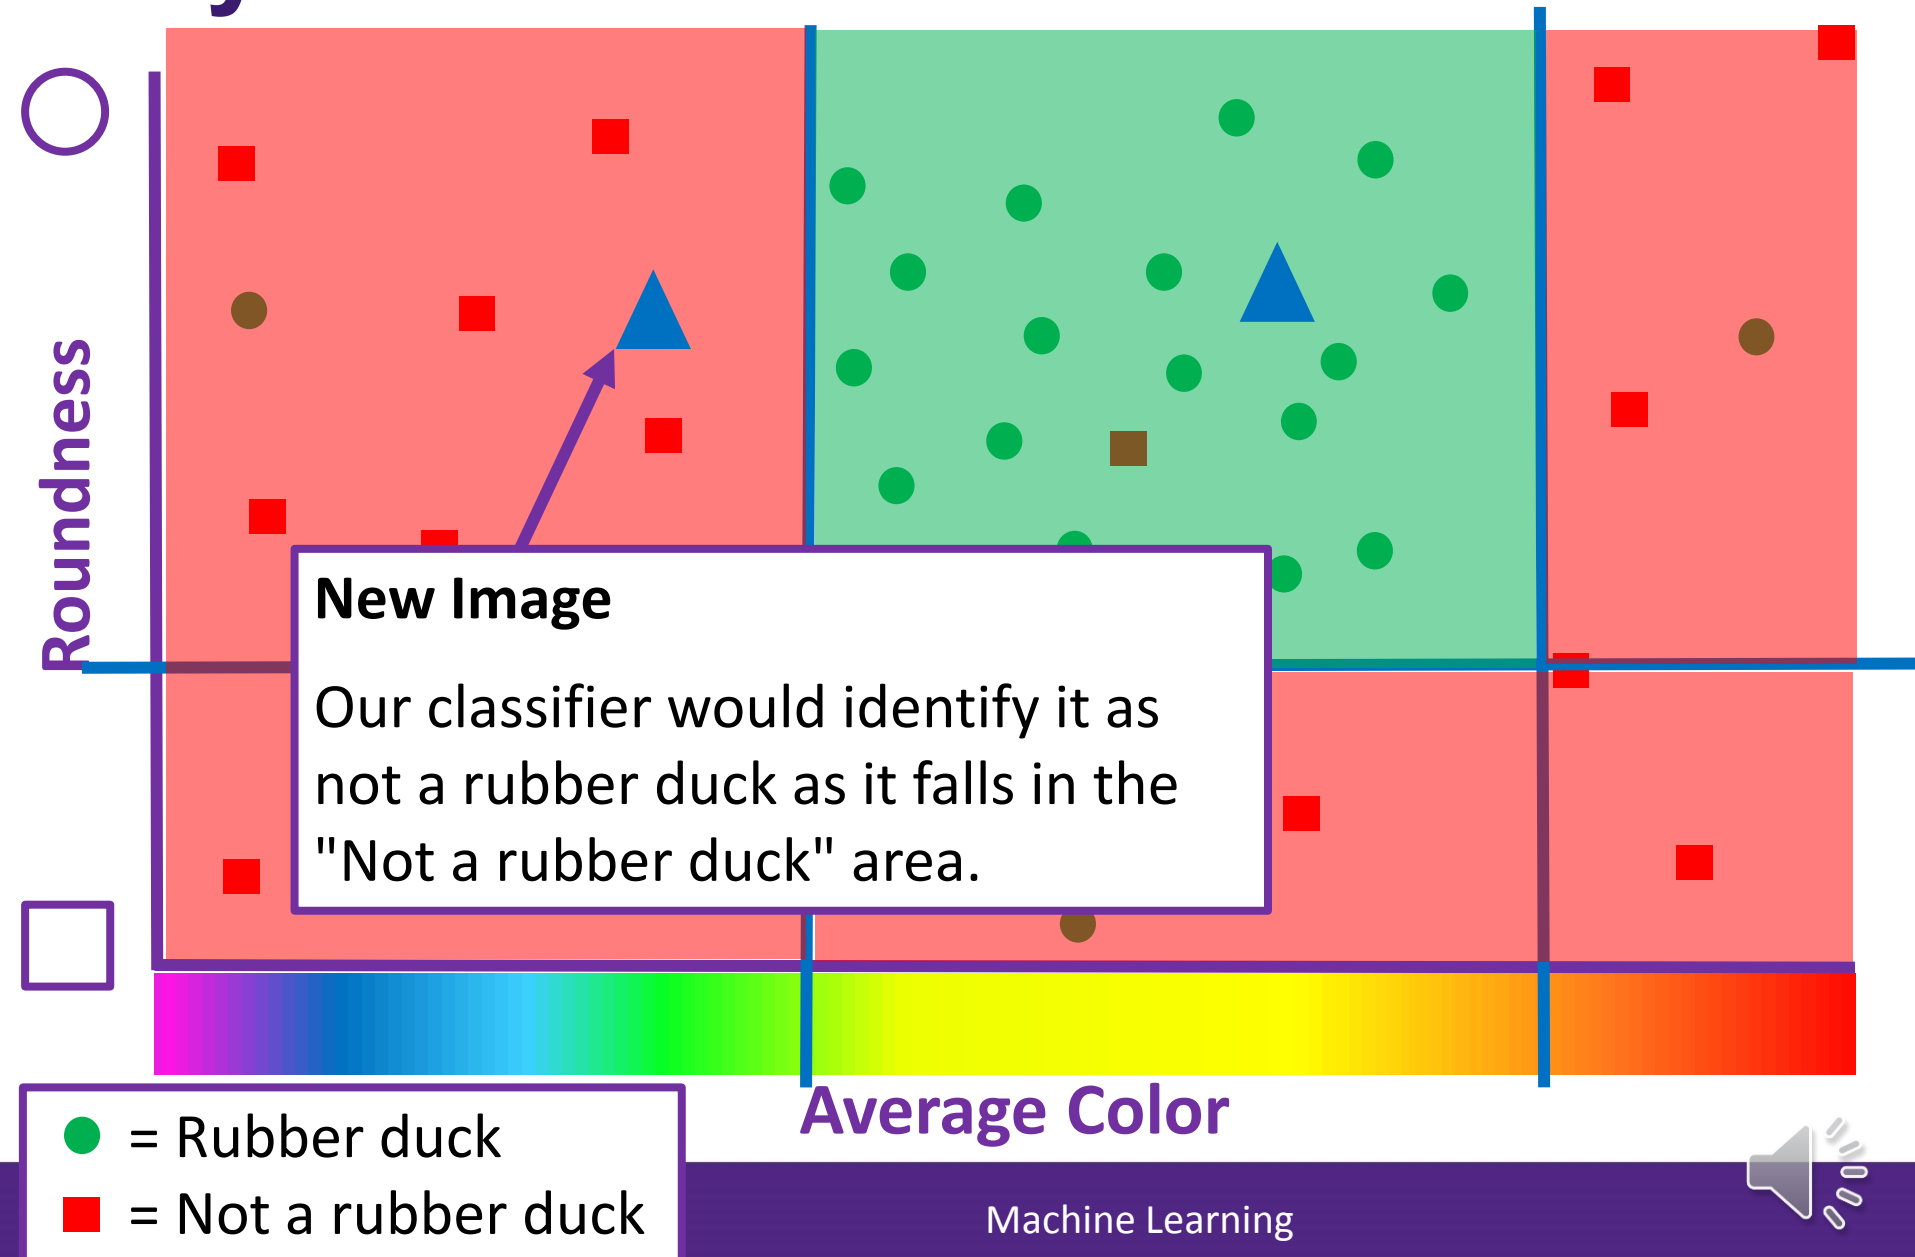 Roundness
New Image
Our classifier would identify it as
not a rubber duck as it falls in the
"Not a rubber duck" area.
Average Color
= Rubber duck
= Not a rubber duck
Machine Learning